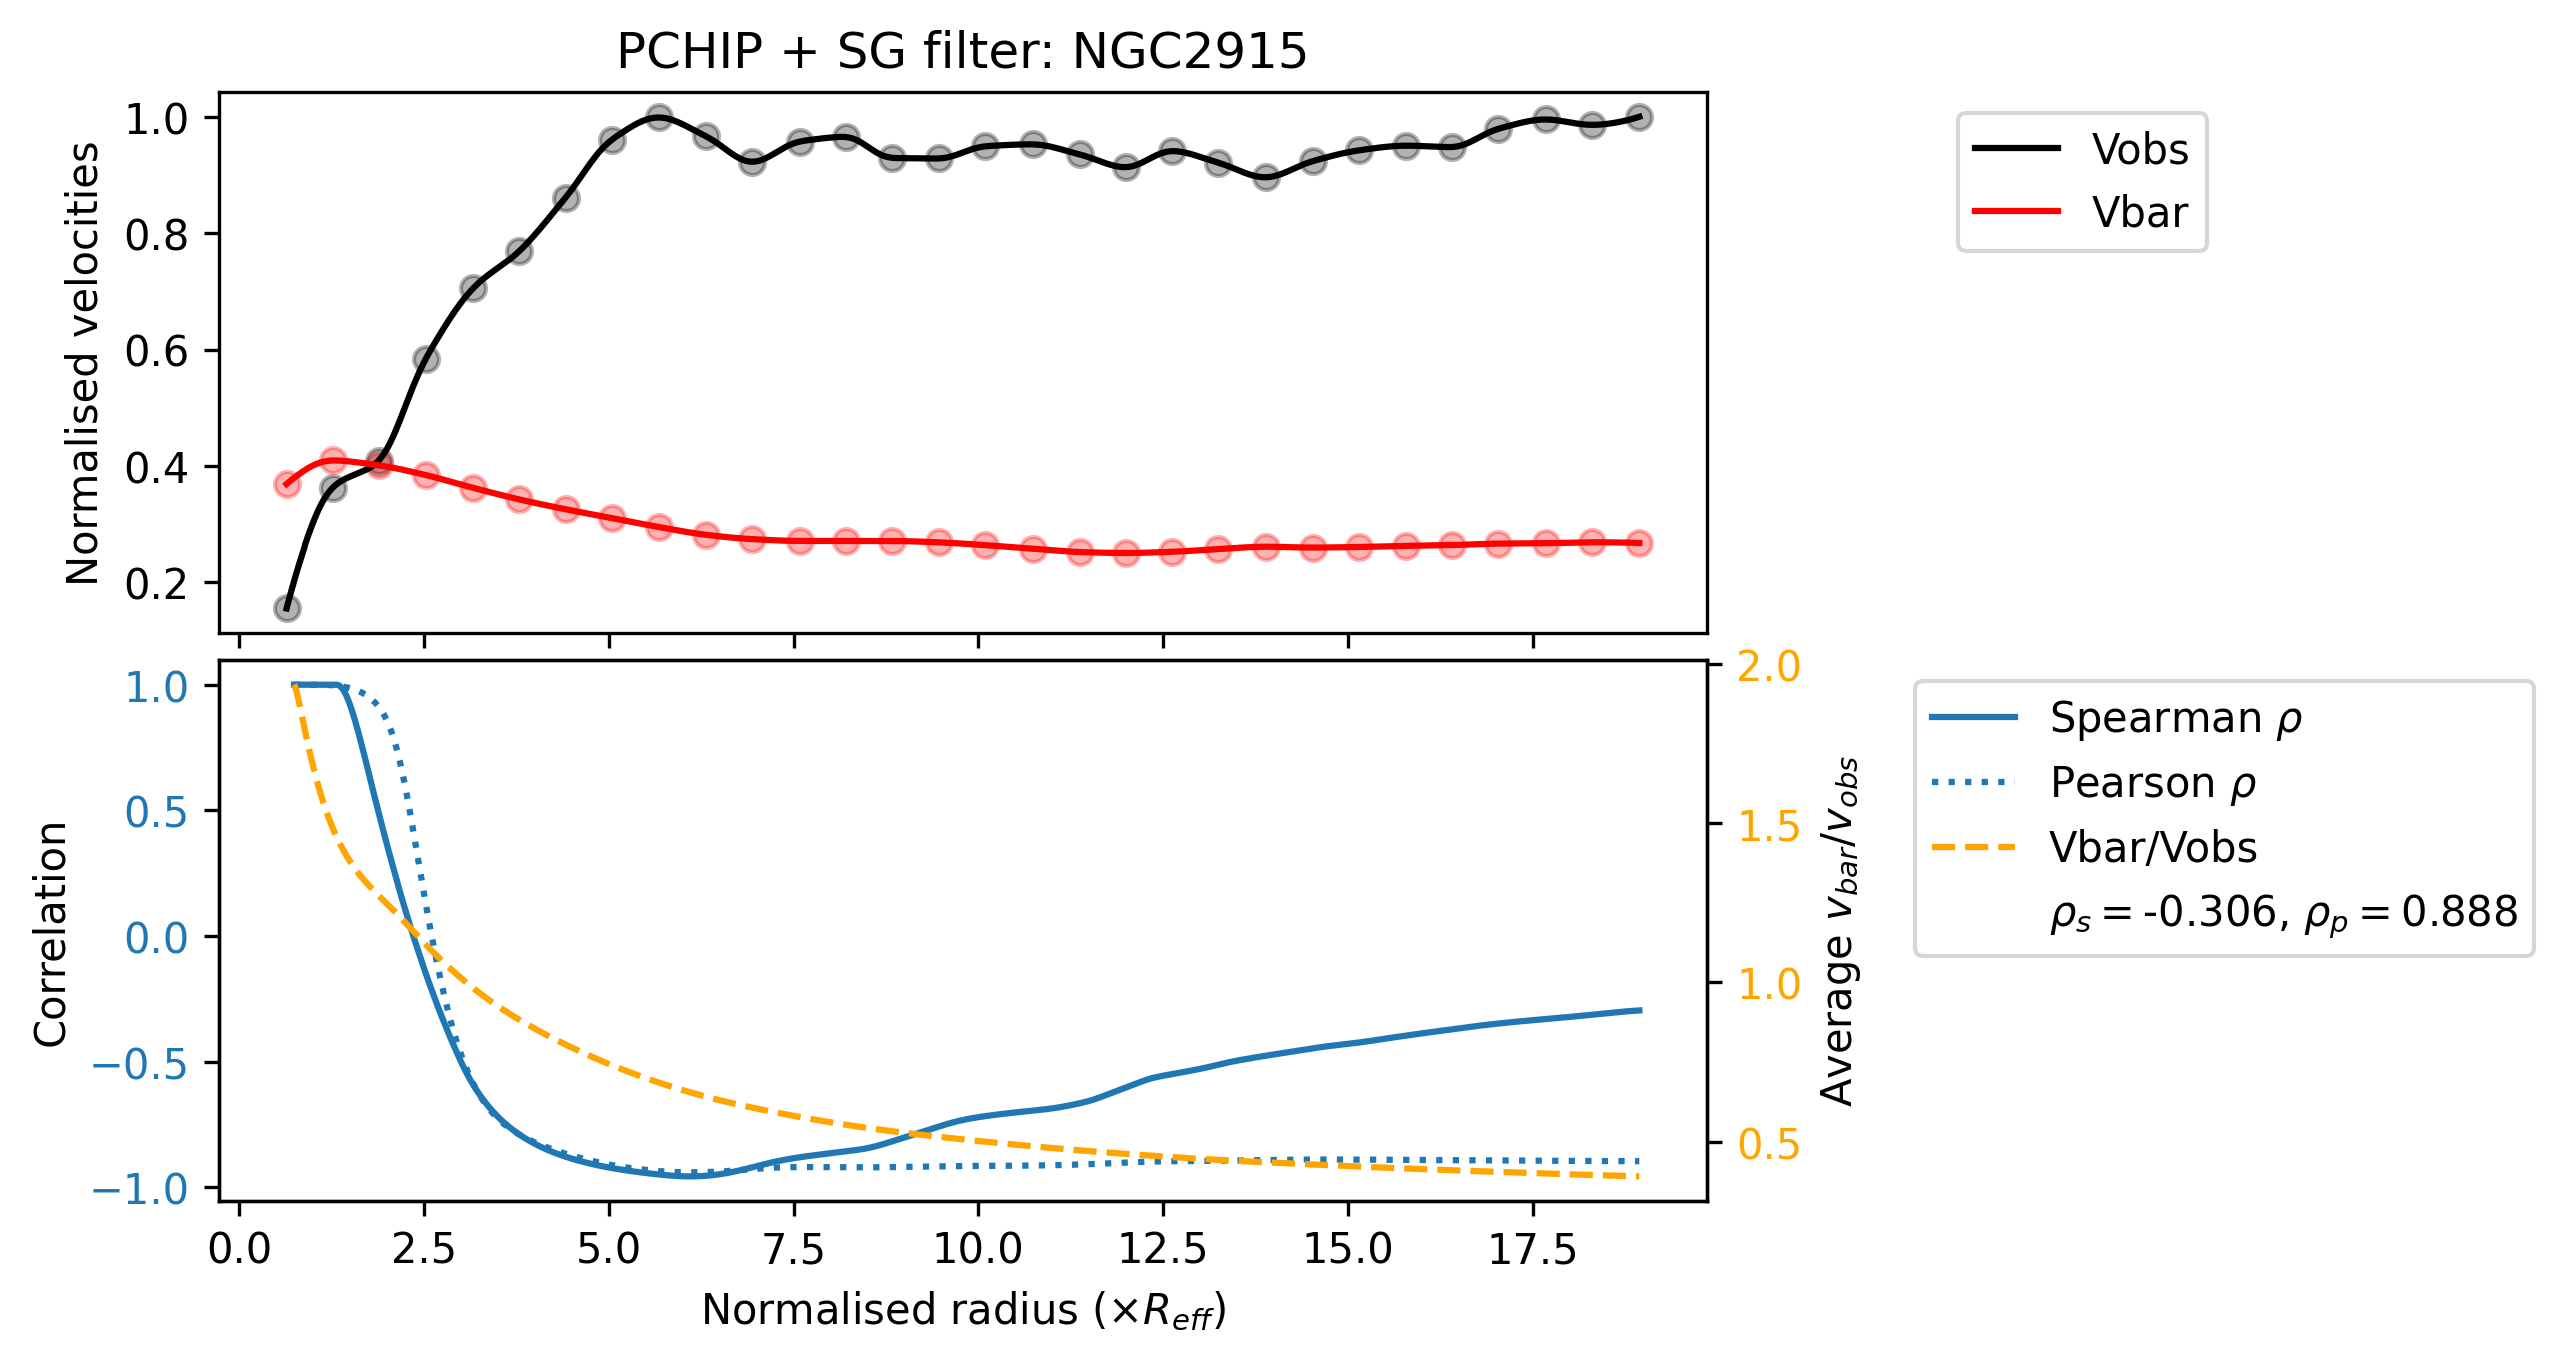 PCHIP + SG filter: NGC2915
Normalised velocities
1.0
0.8
0.6
0.4
0.2
Vobs
Vbar
Correlation
1.0
0.5
0.0
−0.5
−1.0
2.0
1.5
1.0
0.5
Average v_bar/v_obs
Spearman ρ
Pearson ρ
Vbar/Vobs
ρ_s = -0.306, ρ_p = 0.888
0.0 2.5 5.0 7.5 10.0 12.5 15.0 17.5
Normalised radius (×R_eff)